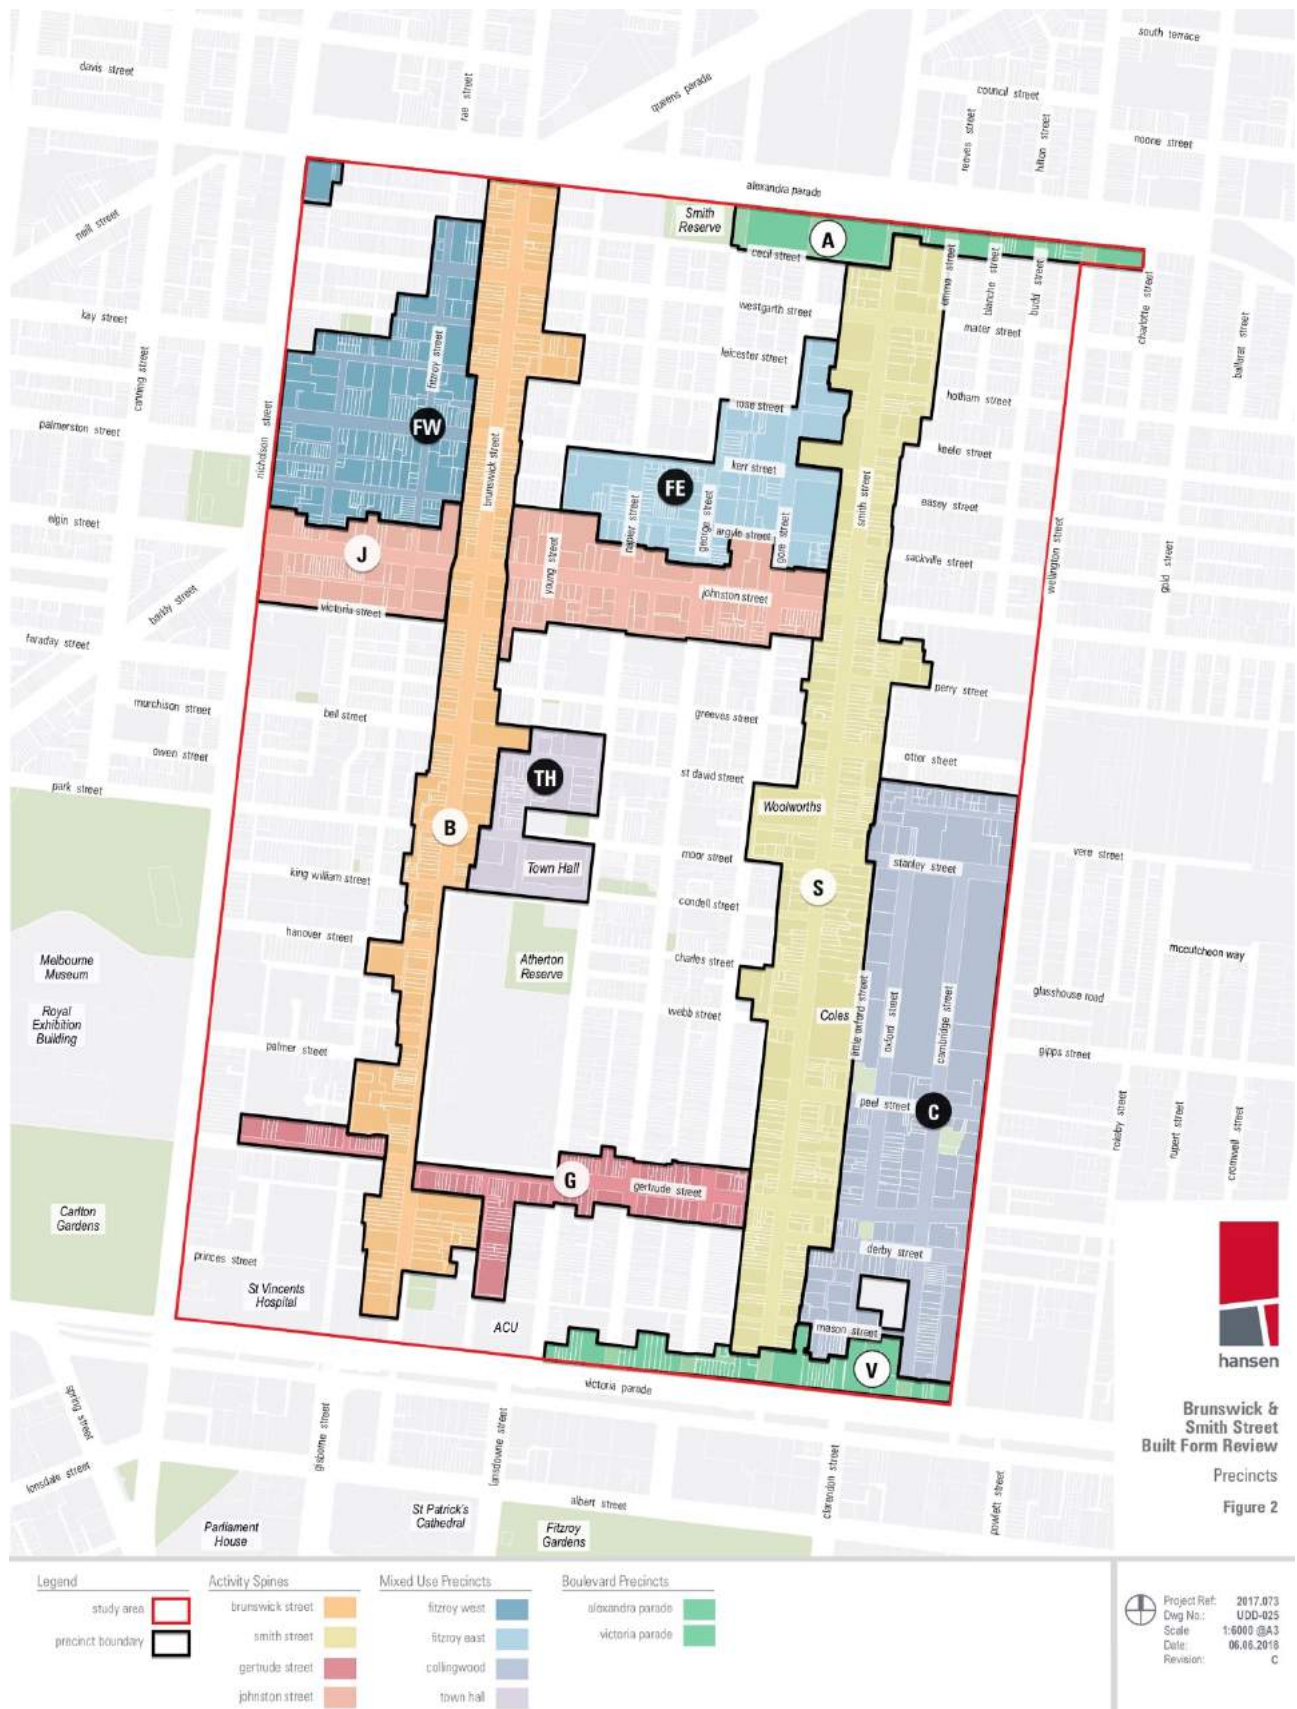 south terrace
davis street
rae street
queens parade
council street
reeves street
hilton street
noone street
alexandra parade
neill street
Smith
Reserve
A
cecil street
emma street
blanche street
budd street
charlotte street
westgarth street
kay street
mater street
ballarat street
canning street
fitzroy street
leicester street
hotham street
rose street
nicholson street
palmerston street
FW
brunswick street
keele street
kerr street
FE
smith street
easey street
elgin street
napier street
george street
argyle street
gore street
wellington street
J
young street
sackville street
gold street
barkly street
victoria street
johnston street
faraday street
perry street
murchison street
bell street
greeves street
owen street
otter street
park street
TH
st david street
Woolworths
B
moor street
stanley street
vere street
king william street
Town Hall
S
condell street
hanover street
mccutcheon way
Melbourne
Museum
Atherton
Reserve
charles street
glasshouse road
Royal
Exhibition
Building
webb street
Coles
little oxford street
oxford street
cambridge street
palmer street
gipps street
peel street
C
rokeby street
rupert street
cromwell street
G
gertrude street
Carlton
Gardens
princes street
derby street
St Vincents
Hospital
ACU
mason street
V
hansen
victoria parade
spring street
Brunswick &
Smith Street
Built Form Review
gisborne street
lansdowne street
clarendon street
Precincts
lonsdale street
powlett street
albert street
Figure 2
Parliament
House
St Patrick's
Cathedral
Fitzroy
Gardens
Legend
study area
precinct boundary
Activity Spines
brunswick street
smith street
gertrude street
johnston street
Mixed Use Precincts
fitzroy west
fitzroy east
collingwood
town hall
Boulevard Precincts
alexandra parade
victoria parade
Project Ref: 2017.073
Dwg No.: UDD-025
Scale 1:6000 @A3
Date: 06.06.2018
Revision: C